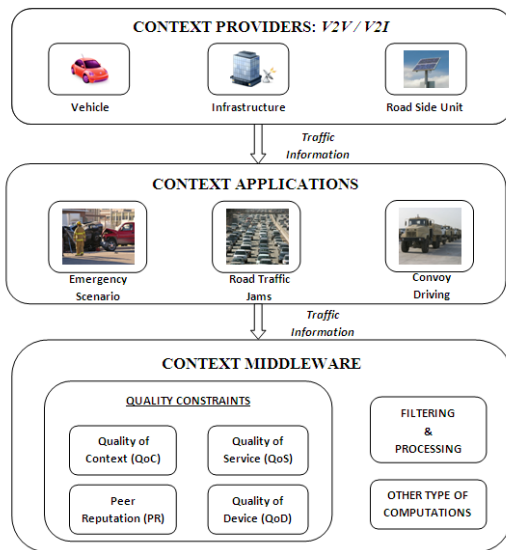 CONTEXT PROVIDERS: V2V / V2I
Vehicle
Infrastructure
Road Side Unit
Traffic
Information
CONTEXT APPLICATIONS
Emergency
Scenario
Road Traffic
Jams
Convoy
Driving
Traffic
Information
CONTEXT MIDDLEWARE
QUALITY CONSTRAINTS
Quality of
Context (QoC)
Quality of
Service (QoS)
Peer
Reputation (PR)
Quality of
Device (QoD)
FILTERING
&
PROCESSING
OTHER TYPE OF
COMPUTATIONS